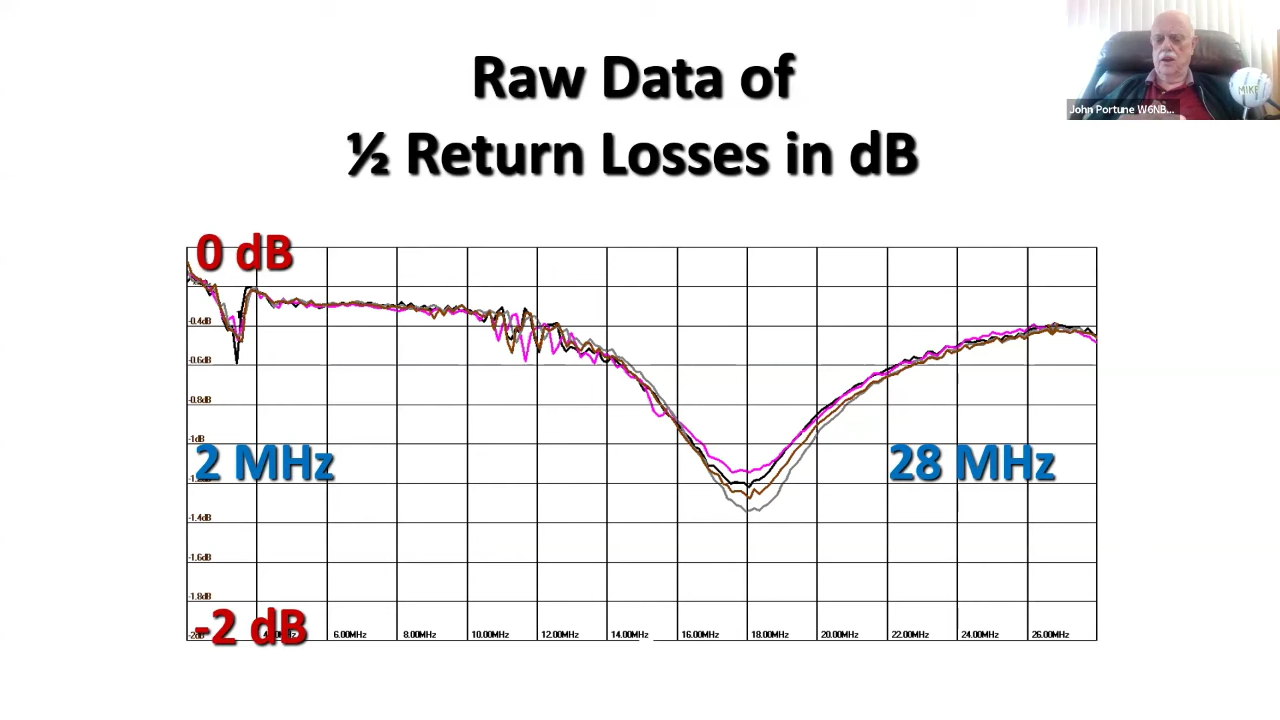 Raw Data of
½ Return Losses in dB
John Portune W6NB...
MIKE
0 dB
-0.4dB
-0.6dB
-0.8dB
-1dB
2 MHz
28 MHz
-1.4dB
-1.6dB
-1.8dB
-2 dB
6.00MHz 8.00MHz 10.00MHz 12.00MHz 14.00MHz 16.00MHz 18.00MHz 20.00MHz 22.00MHz 24.00MHz 26.00MHz